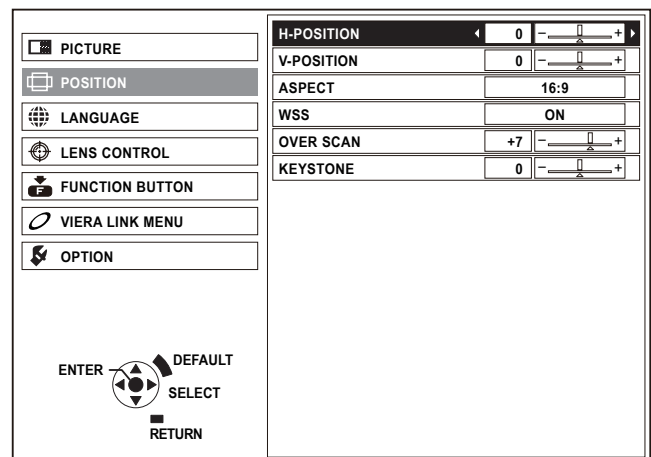 PICTURE
POSITION
LANGUAGE
LENS CONTROL
F FUNCTION BUTTON
VIERA LINK MENU
OPTION
ENTER
DEFAULT
SELECT
RETURN
H-POSITION 0 - +
V-POSITION 0 - +
ASPECT 16:9
WSS ON
OVER SCAN +7 - +
KEYSTONE 0 - +